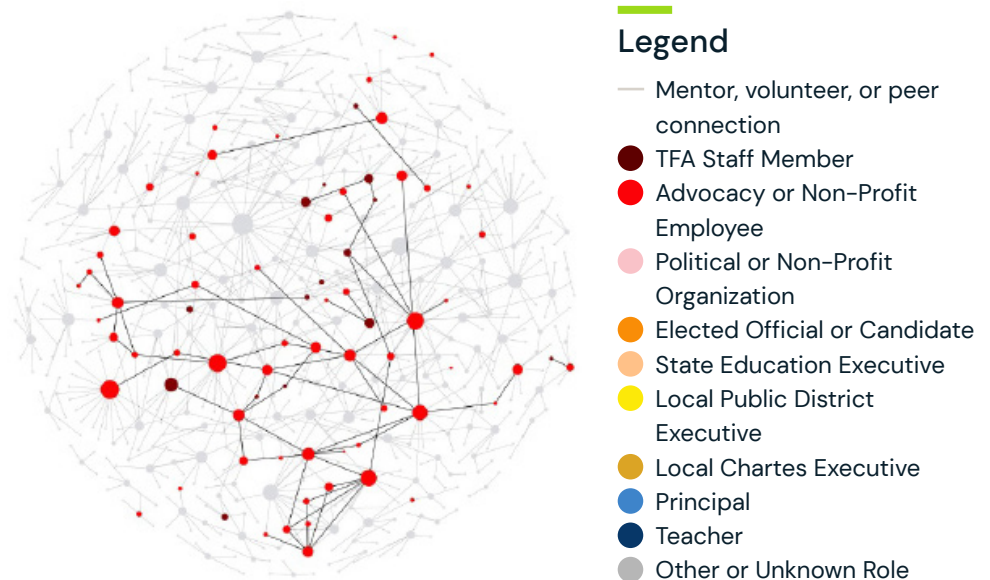 Legend
Mentor, volunteer, or peer
connection
TFA Staff Member
Advocacy or Non-Profit
Employee
Political or Non-Profit
Organization
Elected Official or Candidate
State Education Executive
Local Public District
Executive
Local Chartes Executive
Principal
Teacher
Other or Unknown Role